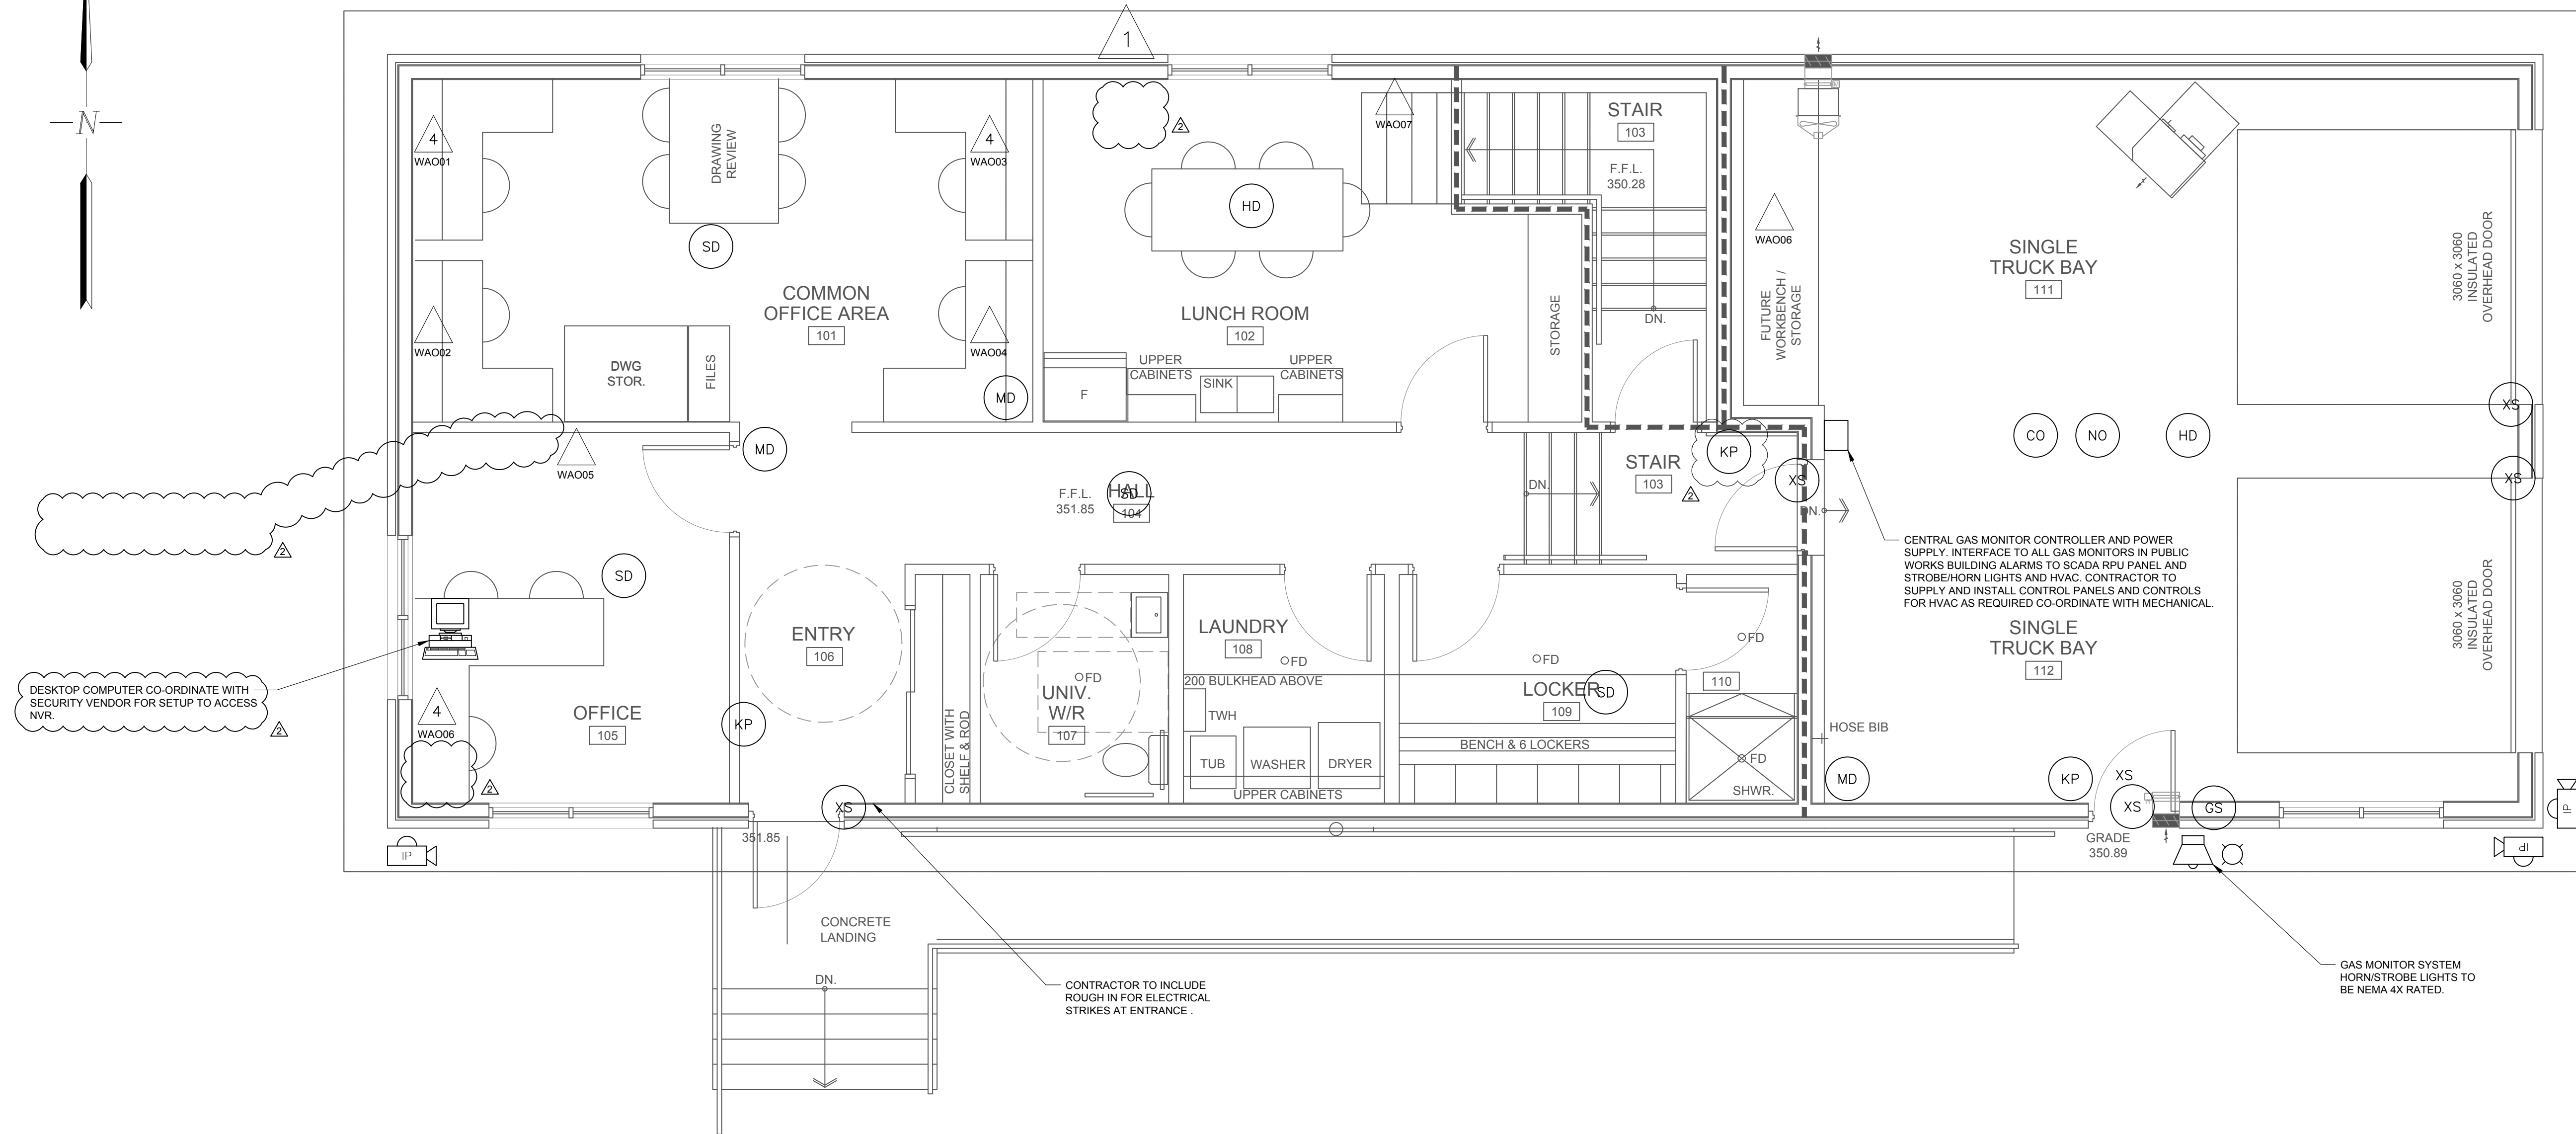 1
N
4
WAO01
DRAWING
REVIEW
4
WAO03
2
WAO07
STAIR
103
F.F.L.
350.28
HD
SD
WAO06
SINGLE
TRUCK BAY
111
3060 x 3060
INSULATED
OVERHEAD DOOR
COMMON
OFFICE AREA
101
LUNCH ROOM
102
STORAGE
DN.
FUTURE
WORKBENCH /
STORAGE
WAO02
WAO04
DWG
STOR.
FILES
UPPER
CABINETS
SINK
UPPER
CABINETS
F
MD
MD
WAO05
KP
CO
NO
HD
XS
XS
XS
STAIR
103
2
DN.
DN.
F.F.L.
351.85
HALL
SD
104
2
SD
CENTRAL GAS MONITOR CONTROLLER AND POWER
SUPPLY. INTERFACE TO ALL GAS MONITORS IN PUBLIC
WORKS BUILDING ALARMS TO SCADA RPU PANEL AND
STROBE/HORN LIGHTS AND HVAC. CONTRACTOR TO
SUPPLY AND INSTALL CONTROL PANELS AND CONTROLS
FOR HVAC AS REQUIRED CO-ORDINATE WITH MECHANICAL.
SINGLE
TRUCK BAY
112
3060 x 3060
INSULATED
OVERHEAD DOOR
ENTRY
106
LAUNDRY
108
FD
FD
FD
FD
200 BULKHEAD ABOVE
UNIV.
W/R
107
LOCKER
SD
109
110
DESKTOP COMPUTER CO-ORDINATE WITH
SECURITY VENDOR FOR SETUP TO ACCESS
NVR.
2
4
WAO06
2
OFFICE
105
KP
CLOSET WITH
SHELF & ROD
TWH
TUB
WASHER
DRYER
UPPER CABINETS
BENCH & 6 LOCKERS
FD
SHWR.
HOSE BIB
MD
KP
XS
XS
GS
XS
351.85
GRADE
350.89
IP
IP
IP
CONCRETE
LANDING
DN.
CONTRACTOR TO INCLUDE
ROUGH IN FOR ELECTRICAL
STRIKES AT ENTRANCE .
GAS MONITOR SYSTEM
HORN/STROBE LIGHTS TO
BE NEMA 4X RATED.